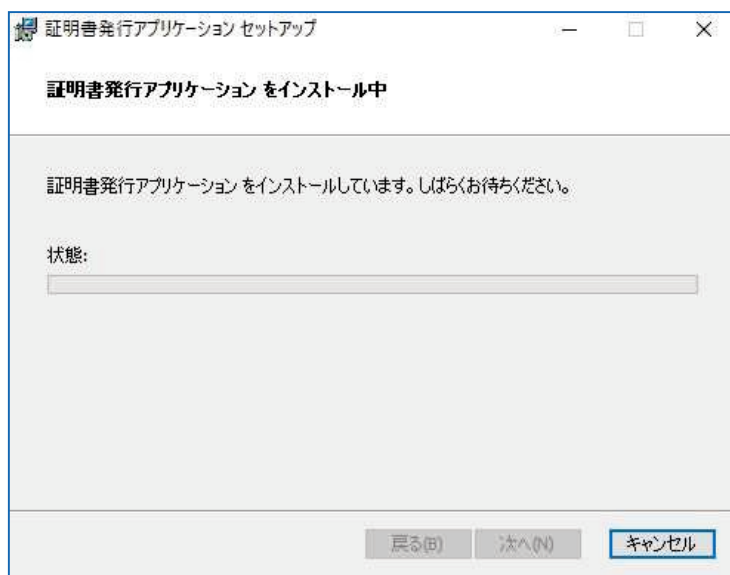 証明書発行アプリケーション セットアップ
証明書発行アプリケーション をインストール中
証明書発行アプリケーション をインストールしています。しばらくお待ちください。
状態:
戻る(B) 次へ(N) キャンセル